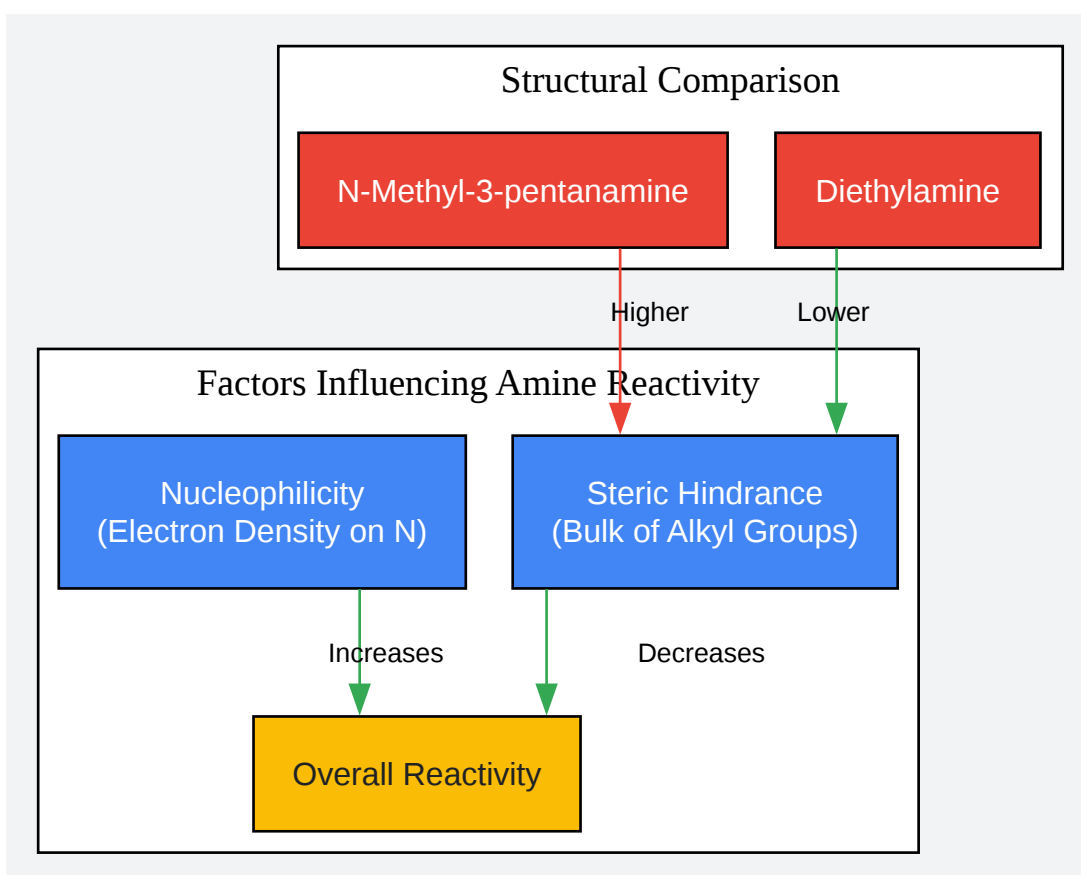 Structural Comparison
N-Methyl-3-pentanamine
Diethylamine
Higher
Lower
Factors Influencing Amine Reactivity
Nucleophilicity
(Electron Density on N)
Steric Hindrance
(Bulk of Alkyl Groups)
Increases
Decreases
Overall Reactivity